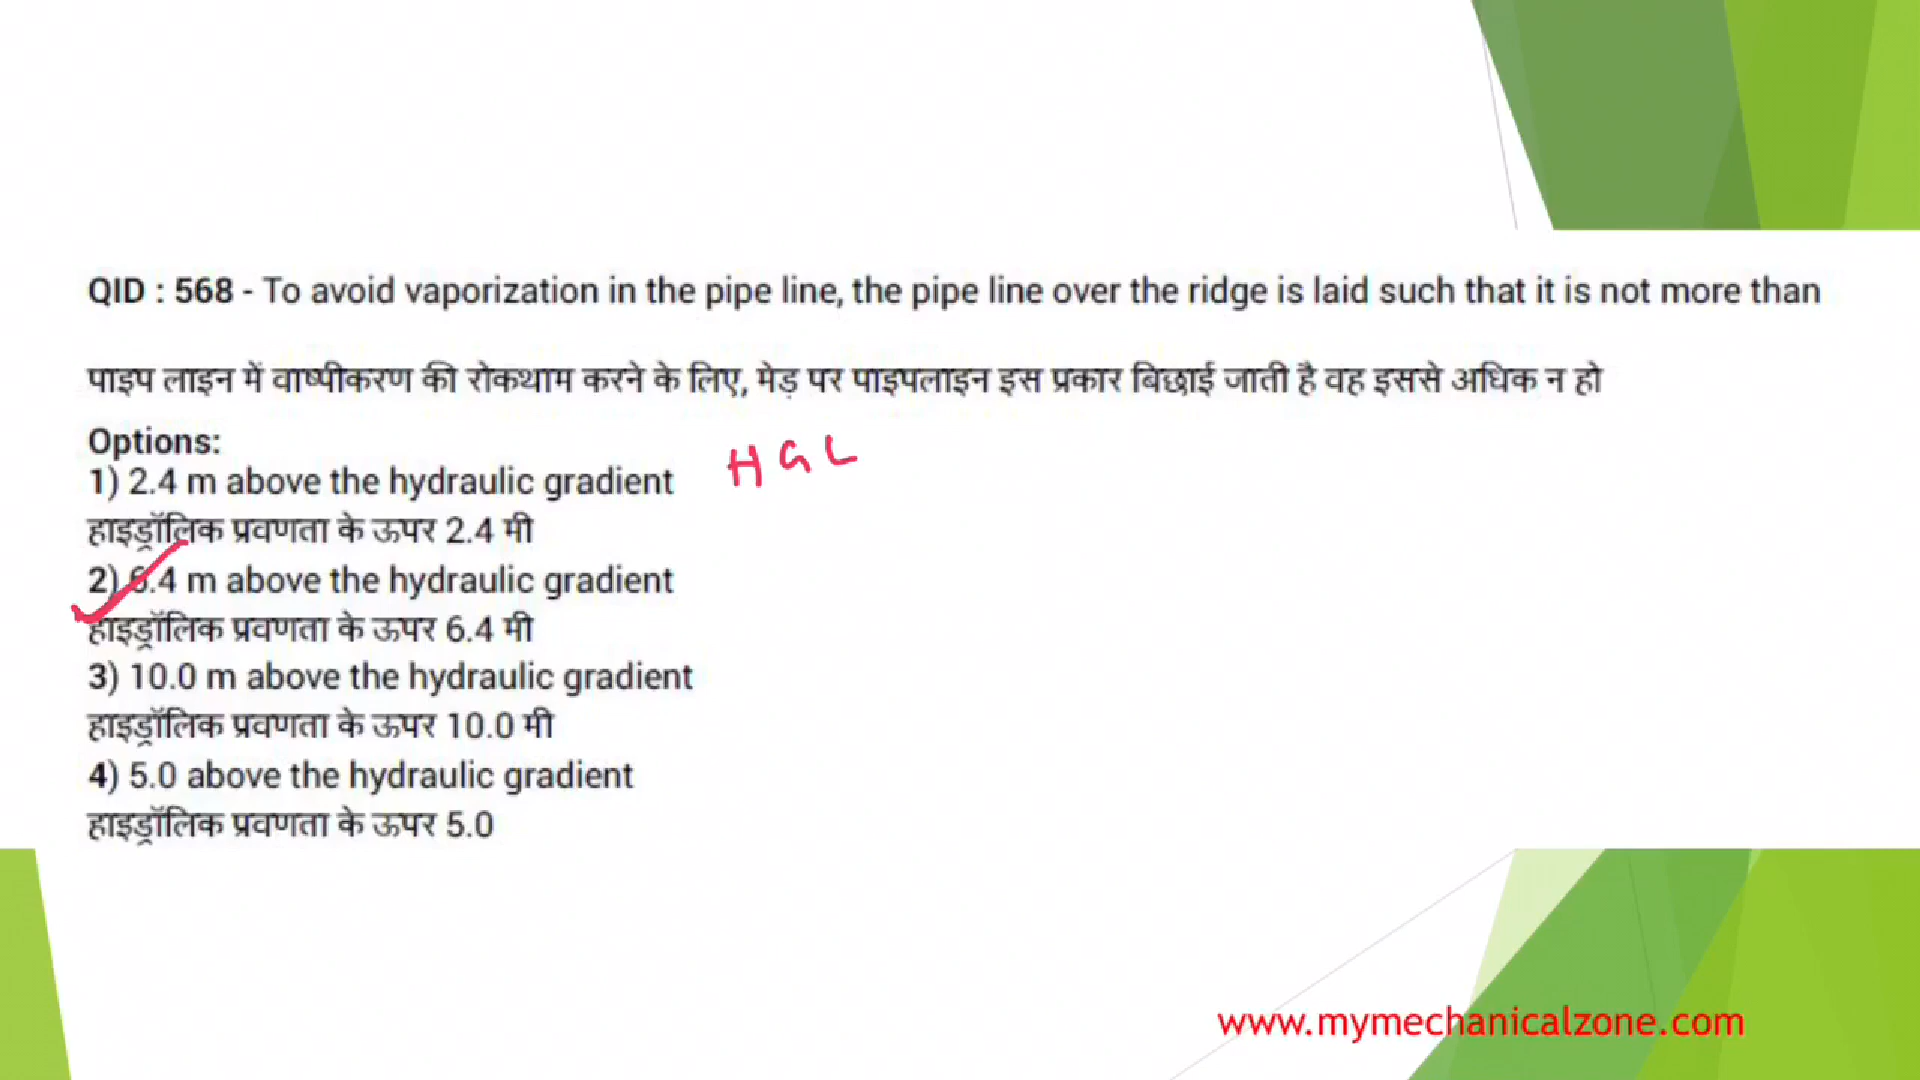 QID : 568 - To avoid vaporization in the pipe line, the pipe line over the ridge is laid such that it is not more than
पाइप लाइन में वाष्पीकरण की रोकथाम करने के लिए, मेड़ पर पाइपलाइन इस प्रकार बिछाई जाती है वह इससे अधिक न हो
Options:
HGL
1) 2.4 m above the hydraulic gradient
हाइड्रॉलिक प्रवणता के ऊपर 2.4 मी
2) 6.4 m above the hydraulic gradient
हाइड्रॉलिक प्रवणता के ऊपर 6.4 मी
3) 10.0 m above the hydraulic gradient
हाइड्रॉलिक प्रवणता के ऊपर 10.0 मी
4) 5.0 above the hydraulic gradient
हाइड्रॉलिक प्रवणता के ऊपर 5.0
www.mymechanicalzone.com